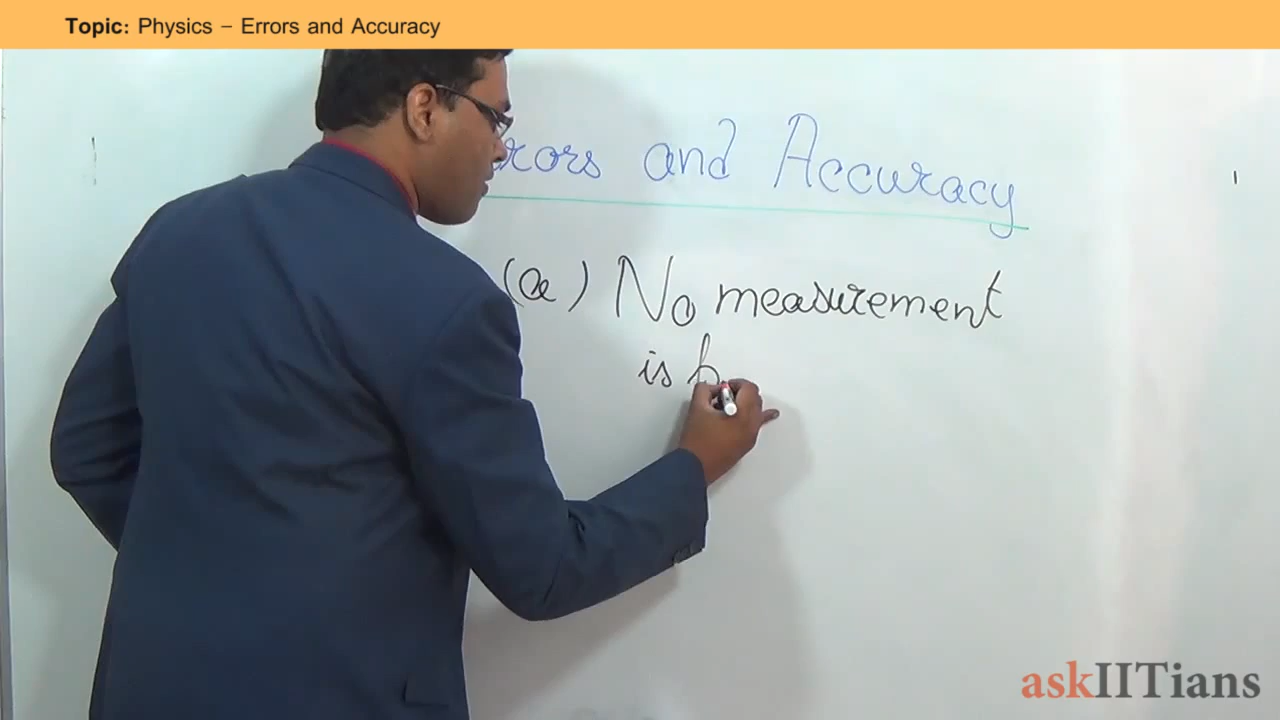 Topic: Physics – Errors and Accuracy
rors and Accuracy
(a) No measurement
is
askIITians